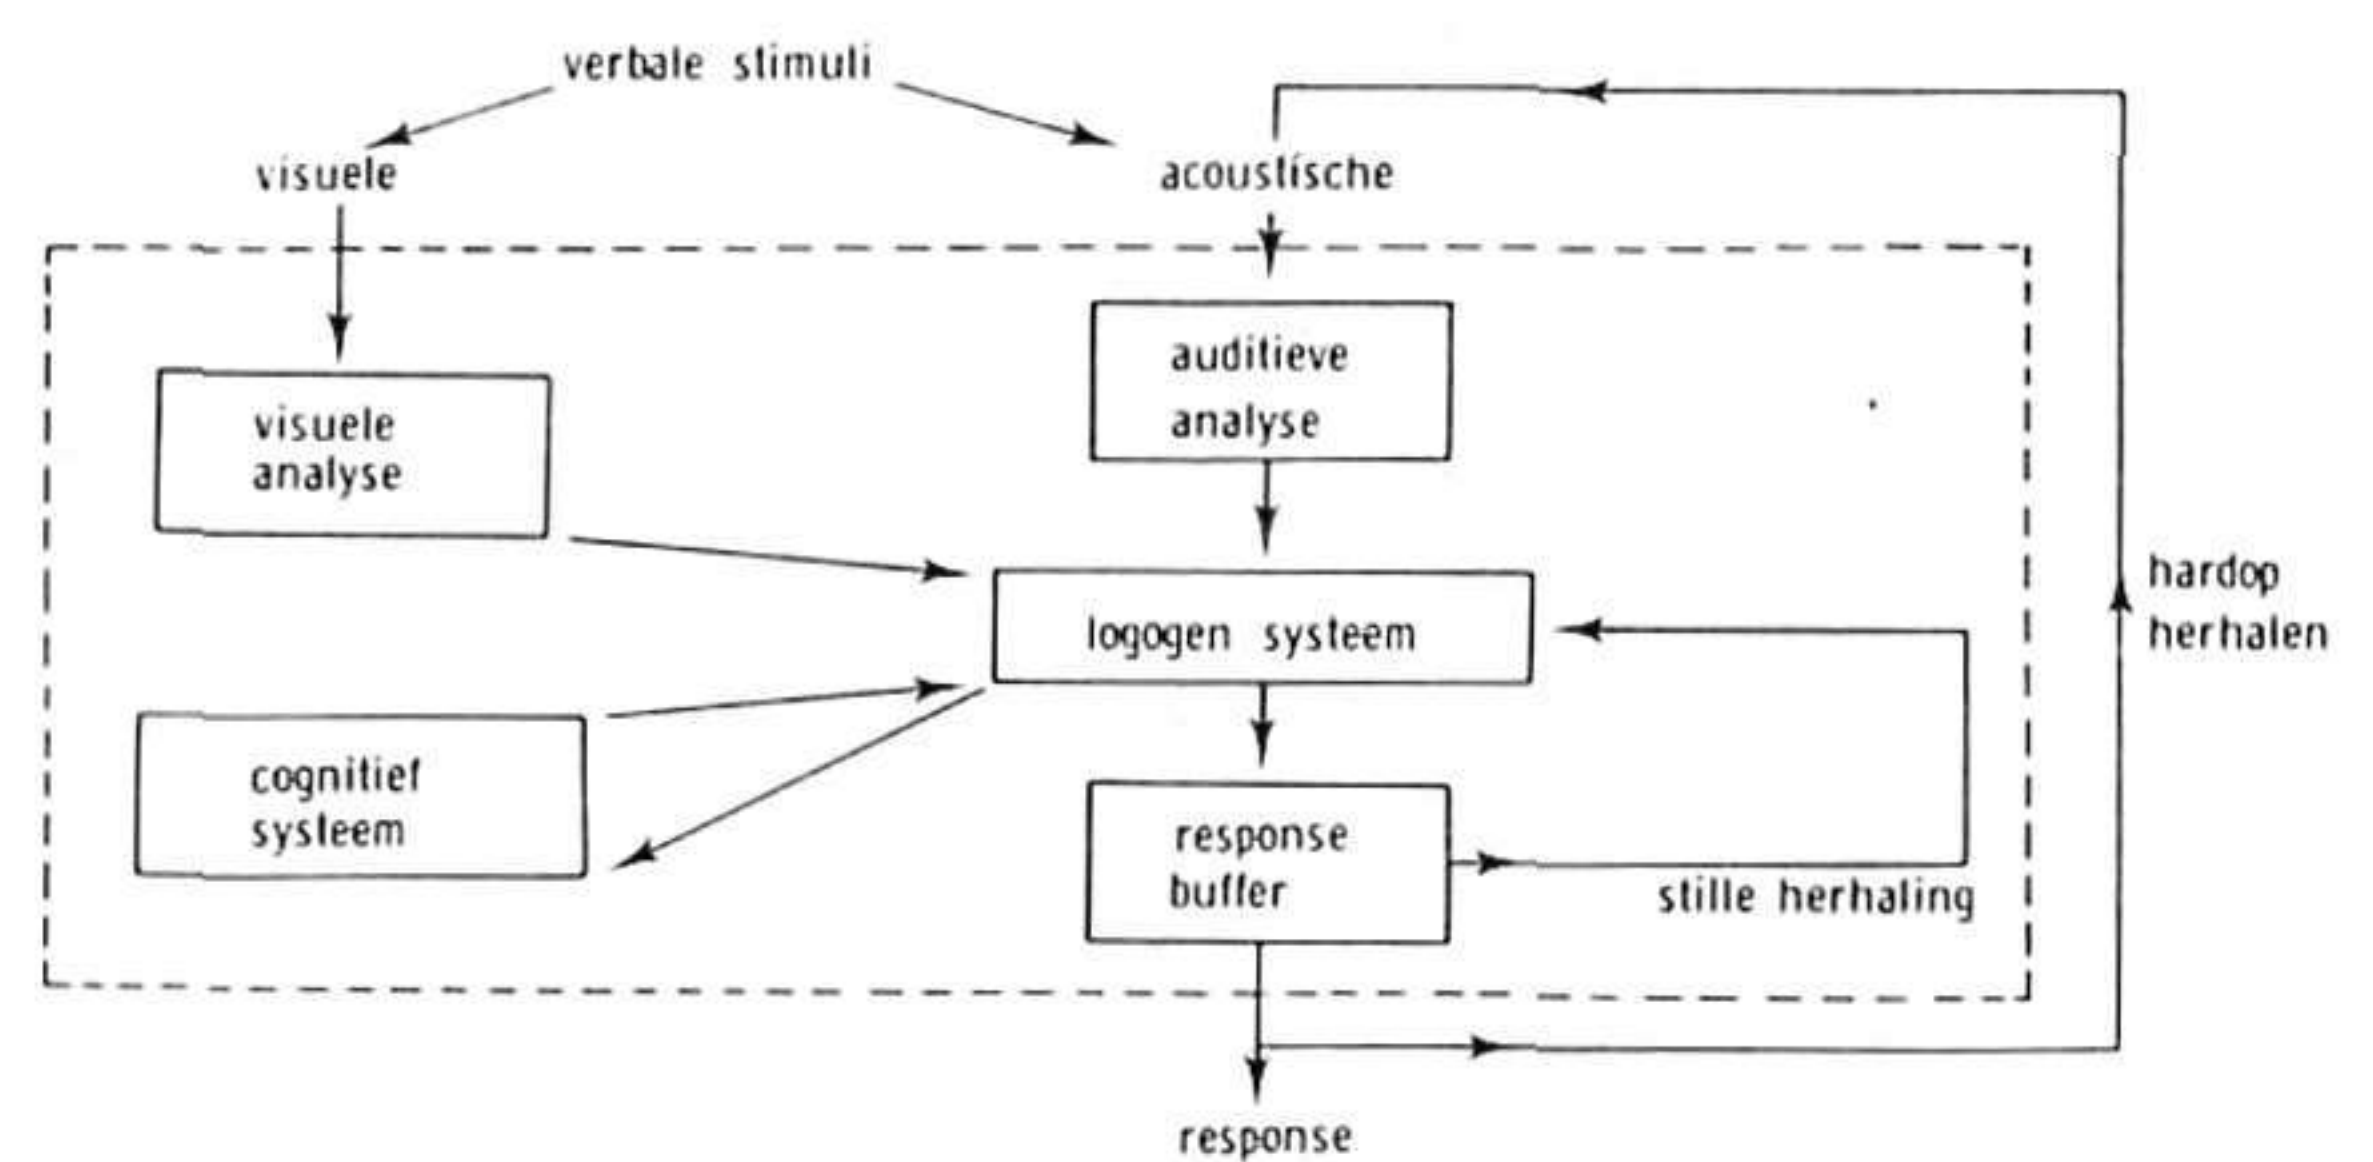 verbale stimuli
visuele
acoustische
auditieve
analyse
visuele
analyse
hardop
herhalen
logogen systeem
cognitief
systeem
response
buffer
stille herhaling
response